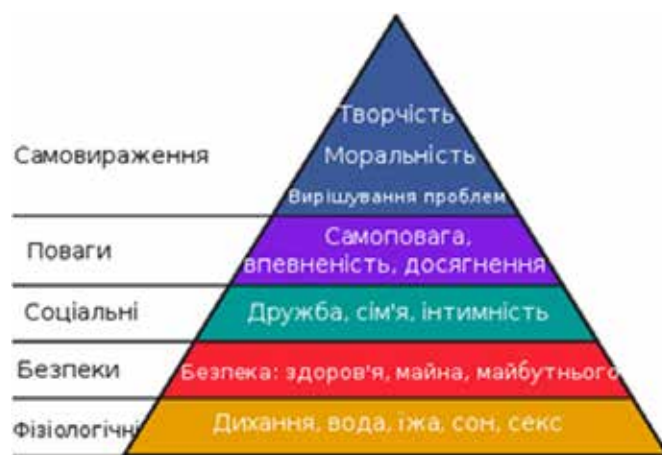 Творчість
Самовираження
Моральність
Вирішування проблем
Поваги
Самоповага,
впевненість, досягнення
Соціальні
Дружба, сім'я, інтимність
Безпеки
Безпека: здоров'я, майна, майбутнього
Фізіологічні
Дихання, вода, їжа, сон, секс